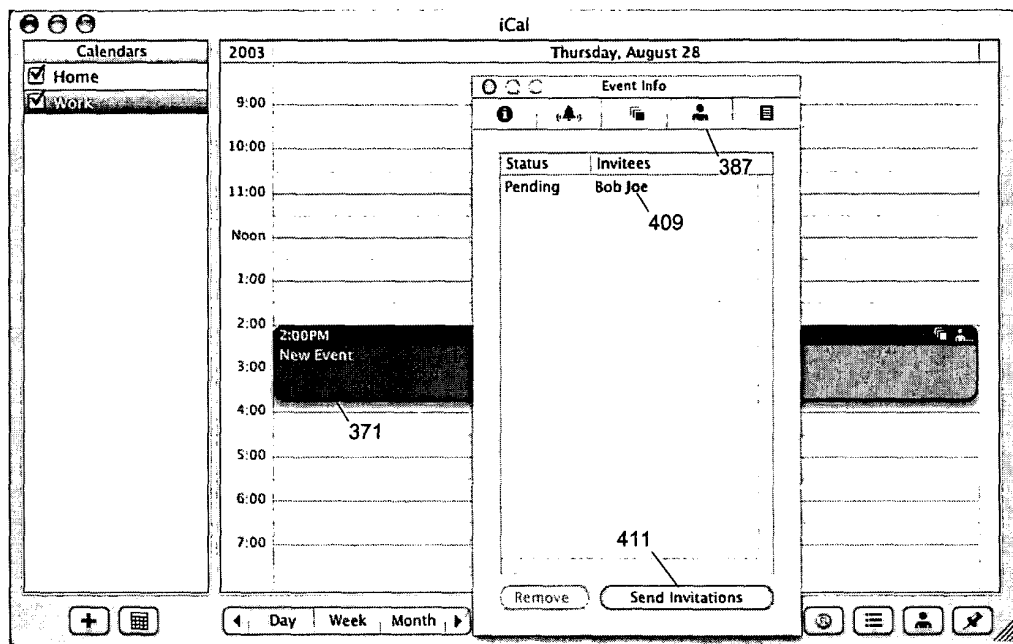 iCal
Calendars
Home
Work
2003
Thursday, August 28
9:00
10:00
11:00
Noon
1:00
2:00
3:00
4:00
5:00
6:00
7:00
2:00PM
New Event
371
Event Info
387
Status Invitees
Pending Bob Joe
409
411
Remove Send Invitations
Day Week Month